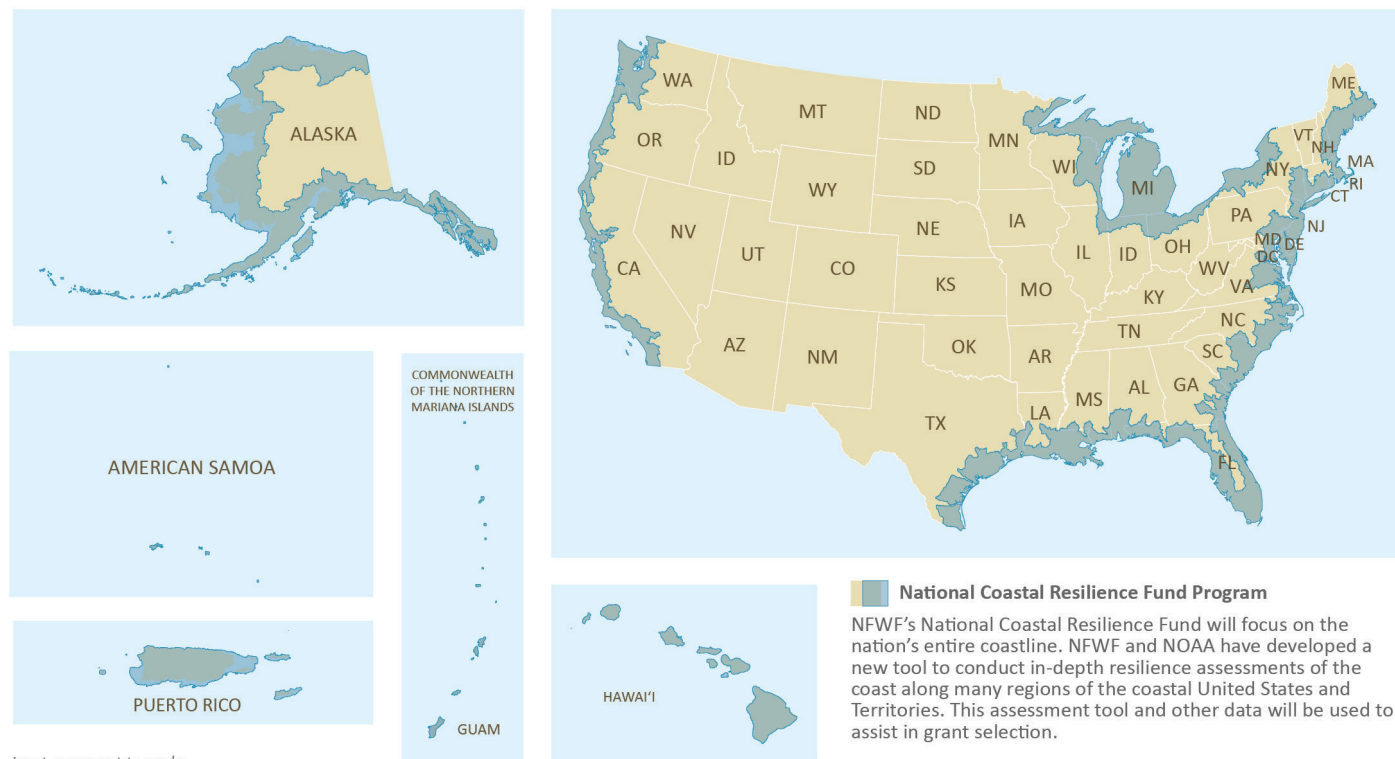 ALASKA
WA
OR
CA
ID
NV
MT
WY
UT
AZ
CO
NM
ND
SD
NE
KS
OK
TX
MN
IA
MO
AR
LA
WI
IL
MI
ID
OH
KY
TN
MS
AL
GA
FL
SC
NC
VA
WV
PA
NY
VT
NH
ME
MA
RI
CT
NJ
MD
DE
DC
AMERICAN SAMOA
COMMONWEALTH
OF THE NORTHERN
MARIANA ISLANDS
GUAM
PUERTO RICO
HAWAI‘I
National Coastal Resilience Fund Program
NFWF’s National Coastal Resilience Fund will focus on the
nation’s entire coastline. NFWF and NOAA have developed a
new tool to conduct in-depth resilience assessments of the
coast along many regions of the coastal United States and
Territories. This assessment tool and other data will be used to
assist in grant selection.